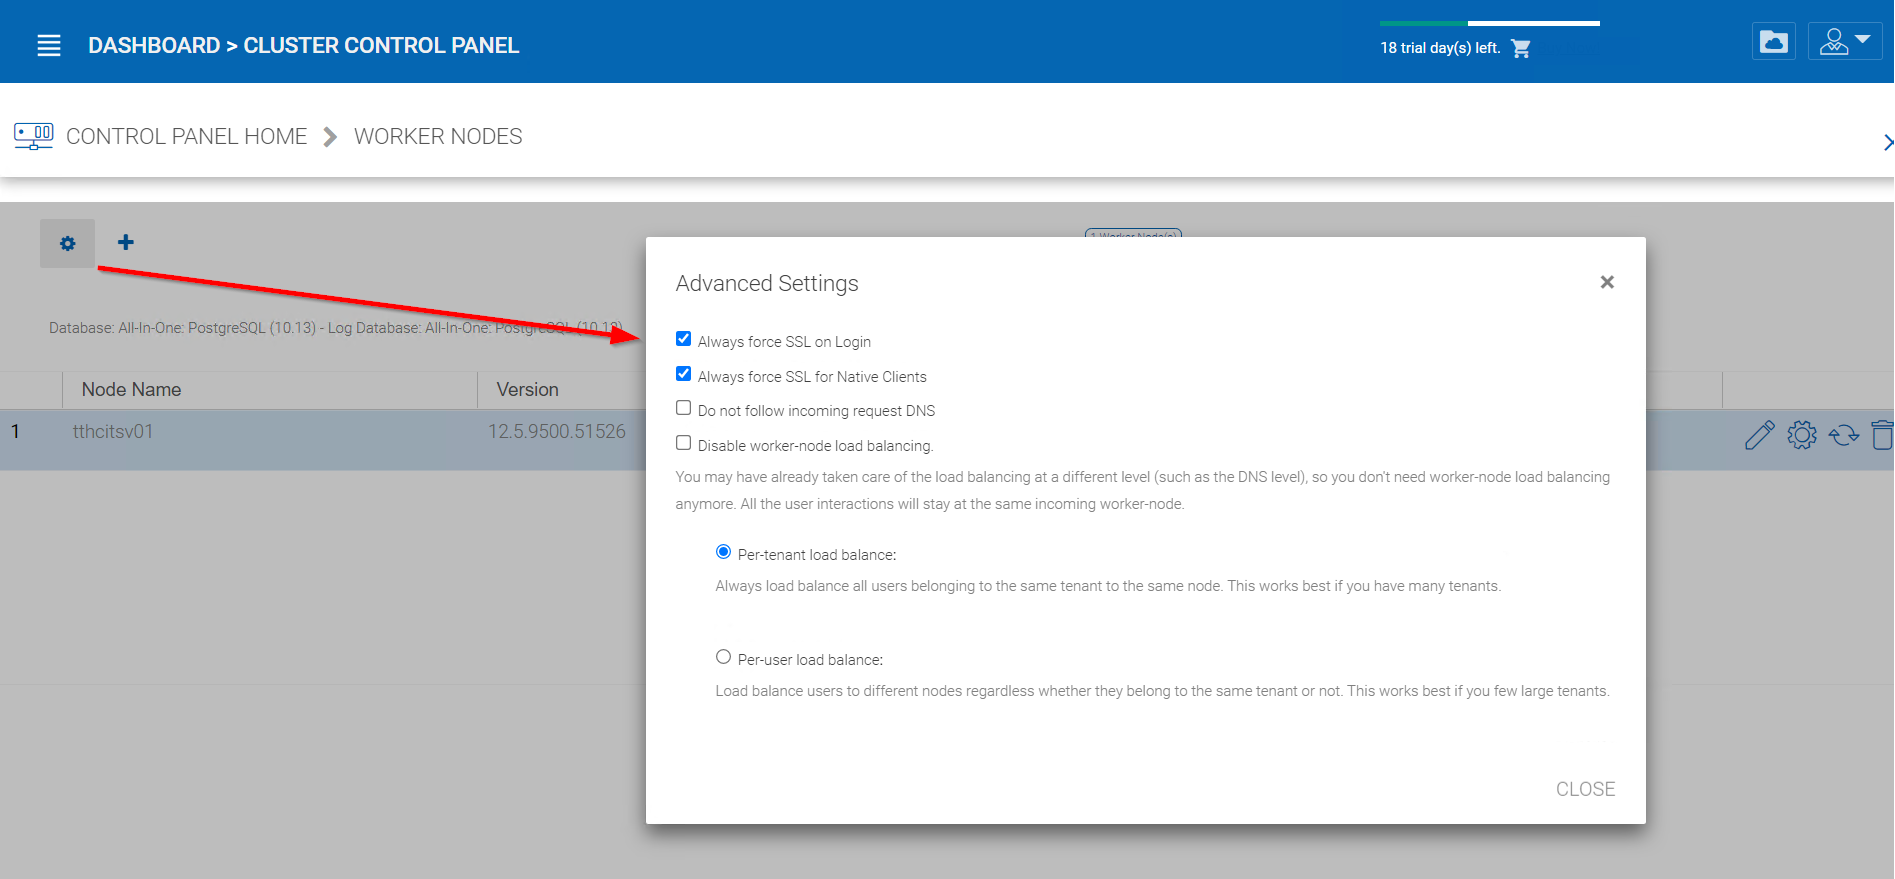 DASHBOARD > CLUSTER CONTROL PANEL
18 trial day(s) left.
CONTROL PANEL HOME
WORKER NODES
1 Worker Node(s)
Database: All-In-One: PostgreSQL (10.13) - Log Database: All-In-One: PostgreSQL (10.13)
Node Name
Version
1
tthcitsv01
12.5.9500.51526
Advanced Settings
Always force SSL on Login
Always force SSL for Native Clients
Do not follow incoming request DNS
Disable worker-node load balancing.
You may have already taken care of the load balancing at a different level (such as the DNS level), so you don't need worker-node load balancing
anymore. All the user interactions will stay at the same incoming worker-node.
Per-tenant load balance:
Always load balance all users belonging to the same tenant to the same node. This works best if you have many tenants.
Per-user load balance:
Load balance users to different nodes regardless whether they belong to the same tenant or not. This works best if you few large tenants.
CLOSE